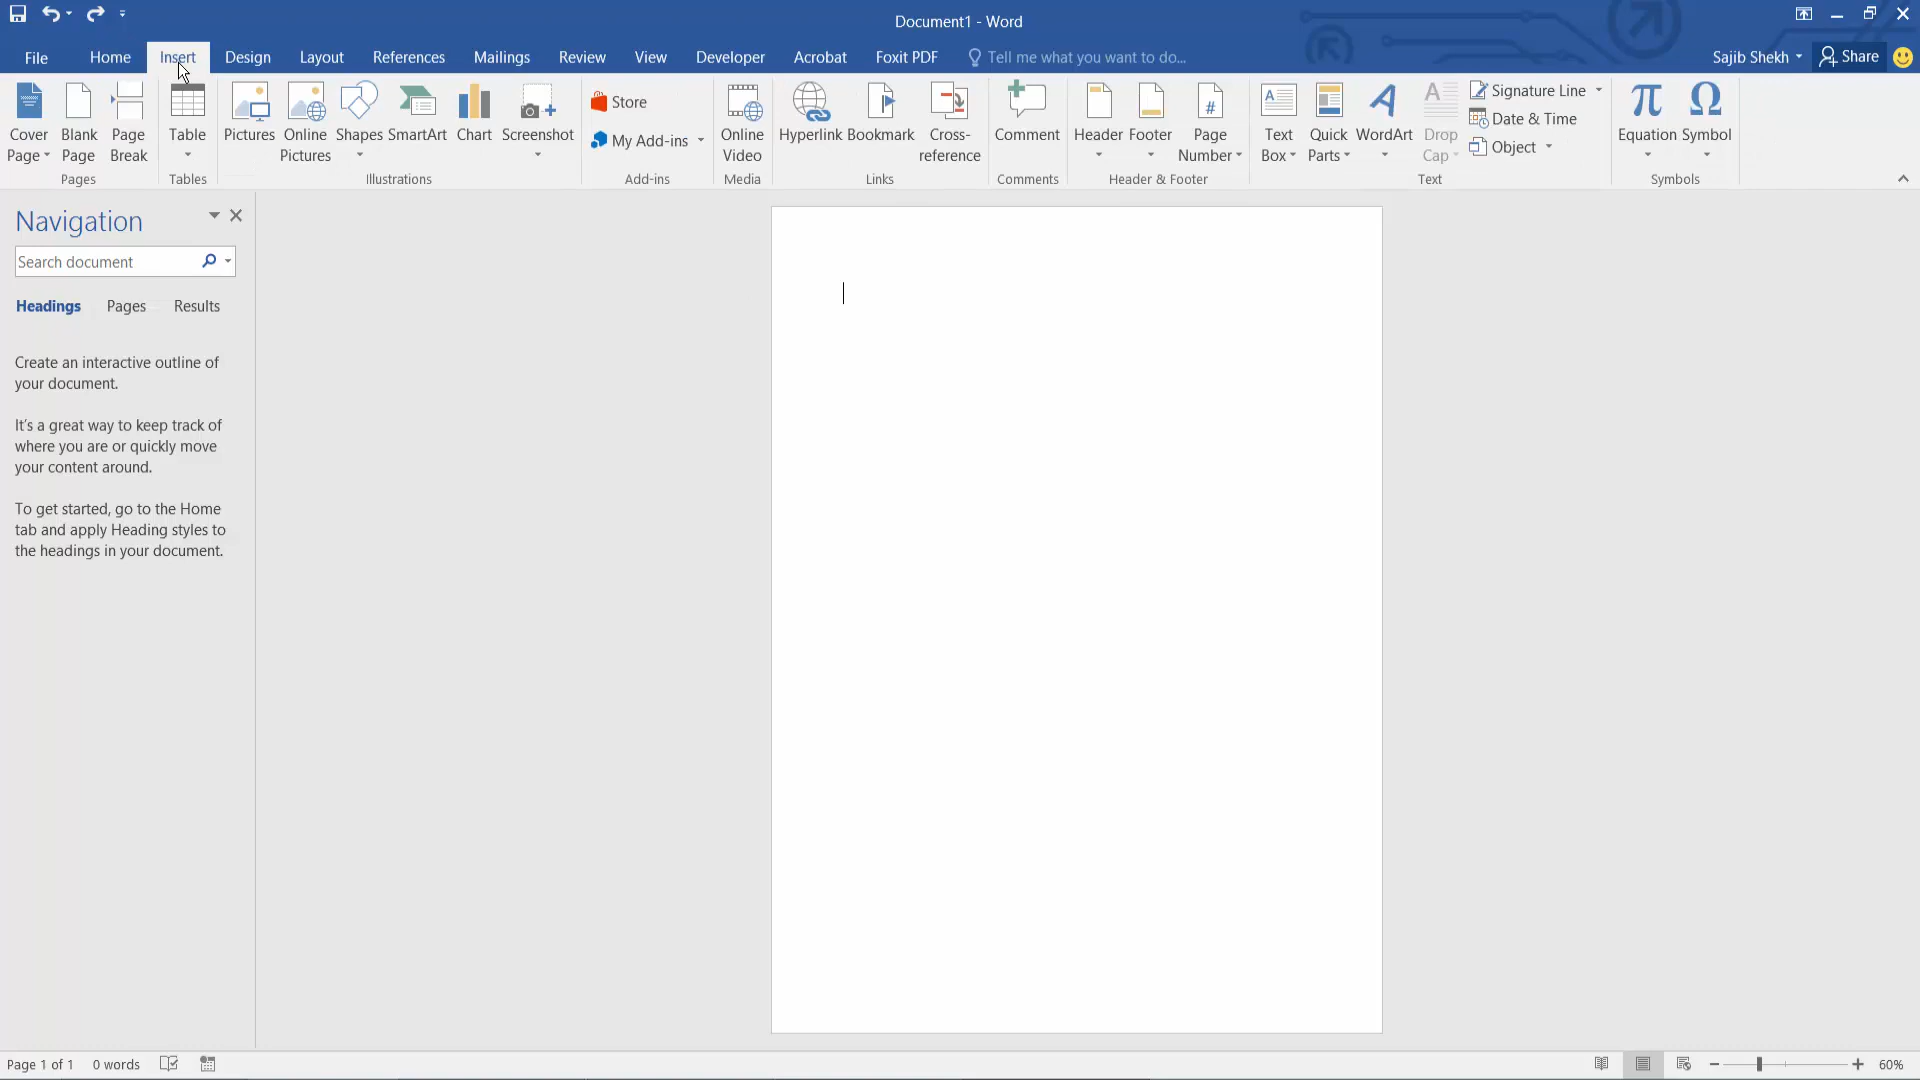 Document1 - Word
File Home Insert Design Layout References Mailings Review View Developer Acrobat Foxit PDF Tell me what you want to do... Sajib Shekh Share
Cover Page
Blank Page
Page Break
Pages
Table
Tables
Pictures
Online Pictures
Shapes
SmartArt
Chart
Screenshot
Illustrations
Store
My Add-ins
Add-ins
Online Video
Media
Hyperlink
Bookmark
Cross-reference
Links
Comment
Comments
Header
Footer
Page Number
Header & Footer
Text Box
Quick Parts
WordArt
Drop Cap
Signature Line
Date & Time
Object
Text
Equation
Symbol
Symbols
Navigation
Search document
Headings Pages Results
Create an interactive outline of
your document.
It's a great way to keep track of
where you are or quickly move
your content around.
To get started, go to the Home
tab and apply Heading styles to
the headings in your document.
Page 1 of 1 0 words 60%